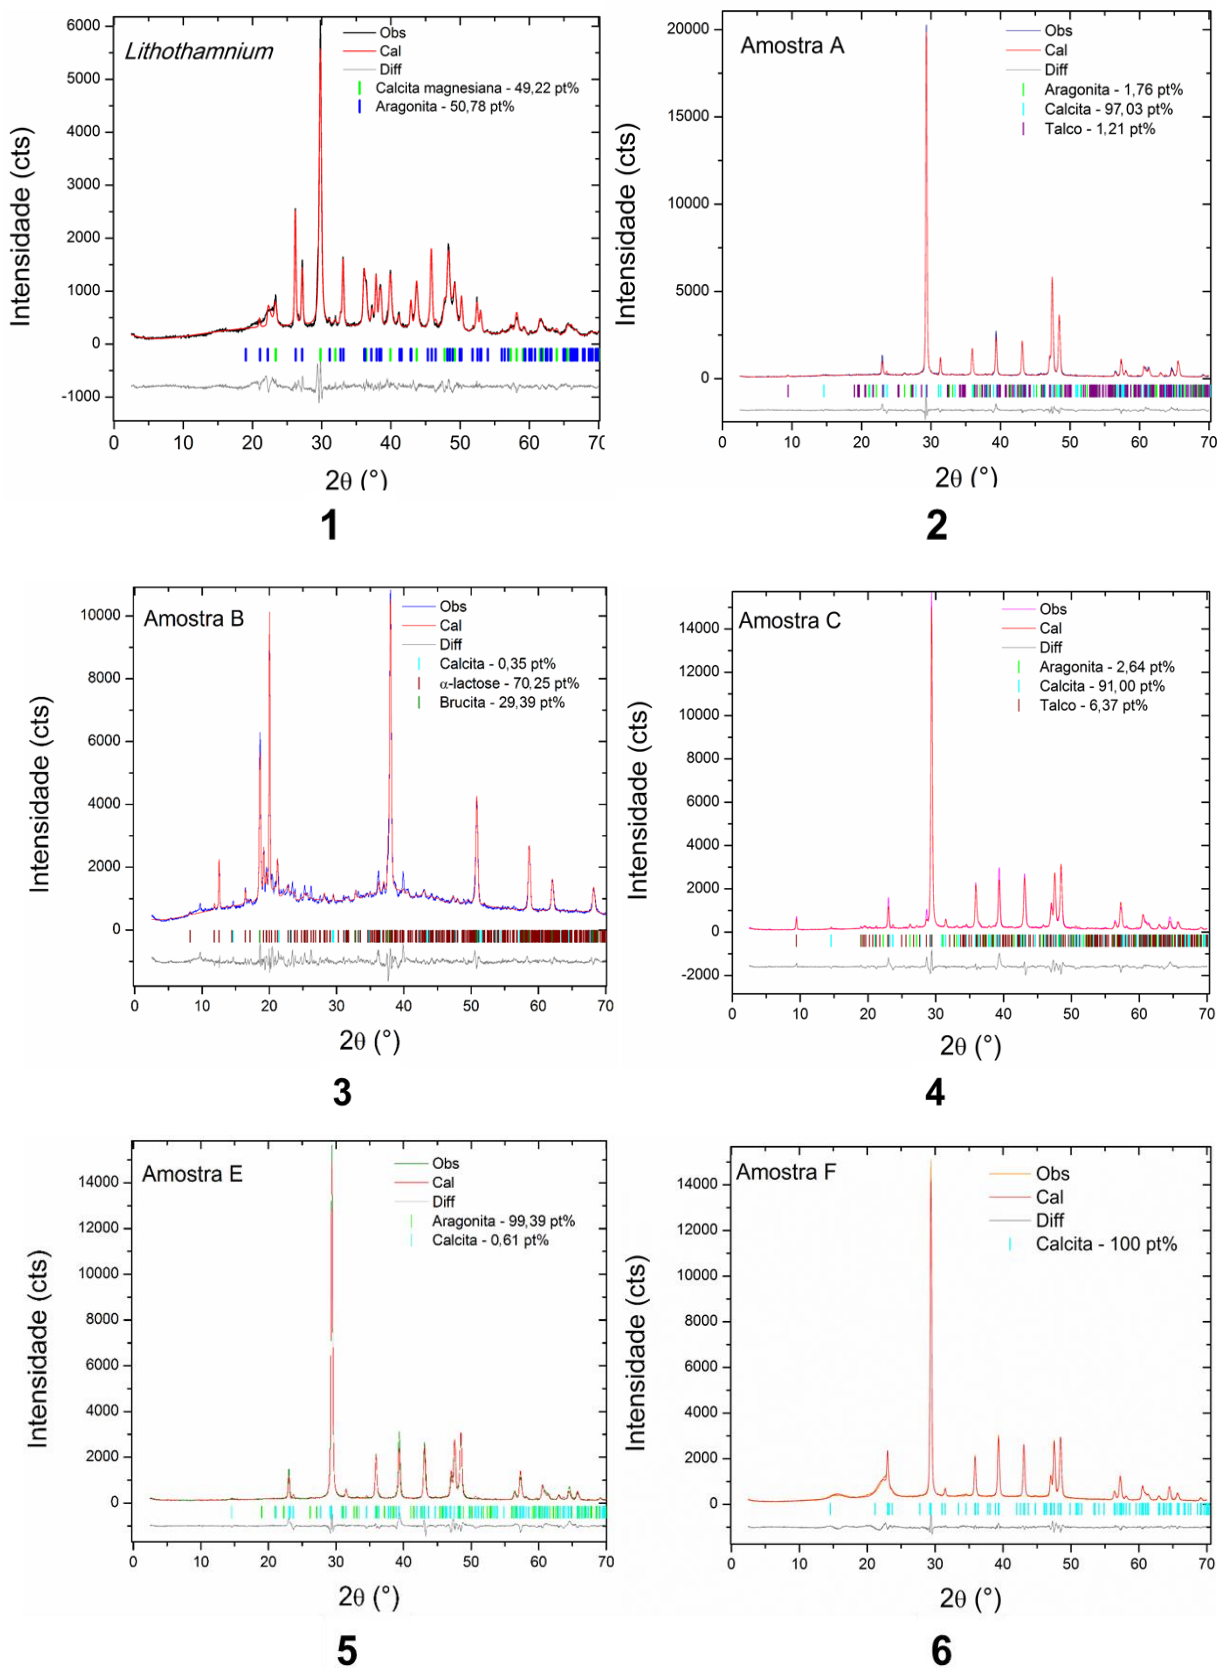 Lithothamnium
Obs
Cal
Diff
Calcita magnesiana - 49,22 pt%
Aragonita - 50,78 pt%
Intensidade (cts)
6000
5000
4000
3000
2000
1000
0
-1000
0 10 20 30 40 50 60 70
2θ (°)
1
Amostra A
Obs
Cal
Diff
Aragonita - 1,76 pt%
Calcita - 97,03 pt%
Talco - 1,21 pt%
Intensidade (cts)
20000
15000
10000
5000
0
0 10 20 30 40 50 60 70
2θ (°)
2
Amostra B
Obs
Cal
Diff
Calcita - 0,35 pt%
α-lactose - 70,25 pt%
Brucita - 29,39 pt%
Intensidade (cts)
10000
8000
6000
4000
2000
0
0 10 20 30 40 50 60 70
2θ (°)
3
Amostra C
Obs
Cal
Diff
Aragonita - 2,64 pt%
Calcita - 91,00 pt%
Talco - 6,37 pt%
Intensidade (cts)
14000
12000
10000
8000
6000
4000
2000
0
-2000
0 10 20 30 40 50 60 70
2θ (°)
4
Amostra E
Obs
Cal
Diff
Aragonita - 99,39 pt%
Calcita - 0,61 pt%
Intensidade (cts)
14000
12000
10000
8000
6000
4000
2000
0
0 10 20 30 40 50 60 70
2θ (°)
5
Amostra F
Obs
Cal
Diff
Calcita - 100 pt%
Intensidade (cts)
14000
12000
10000
8000
6000
4000
2000
0
0 10 20 30 40 50 60 70
2θ (°)
6